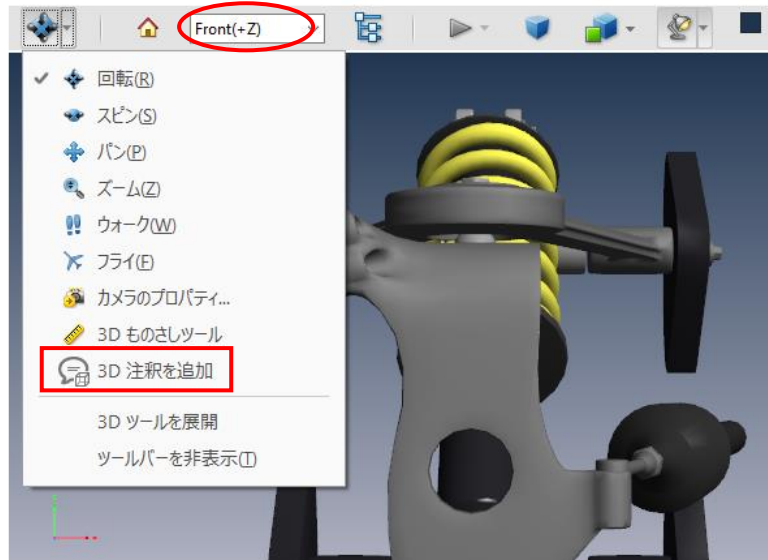 Front(+Z)
回転(R)
スピン(S)
パン(P)
ズーム(Z)
ウォーク(W)
フライ(F)
カメラのプロパティ...
3D ものさしツール
3D 注釈を追加
3D ツールを展開
ツールバーを非表示(T)